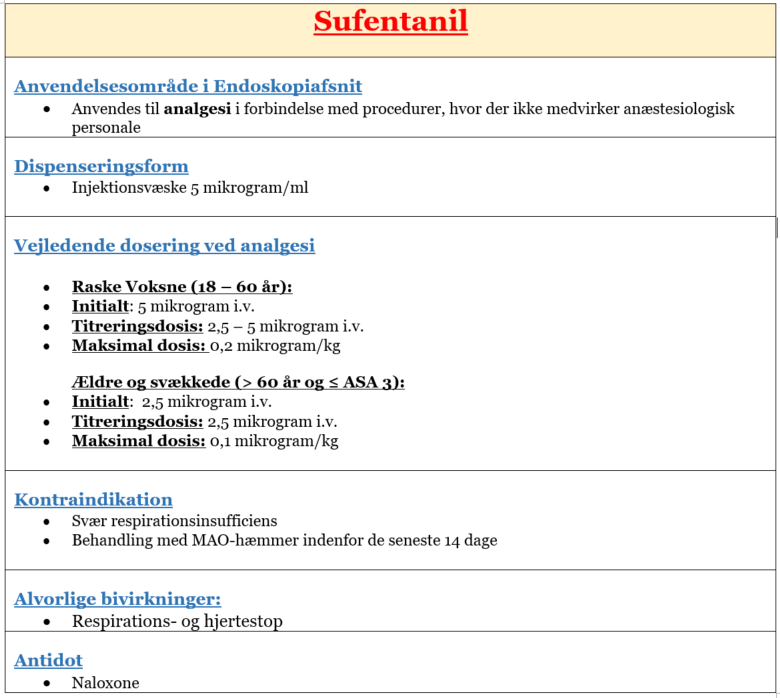 Sufentanil
Anvendelsesområde i Endoskopiafsnit
• Anvendes til analgesi i forbindelse med procedurer, hvor der ikke medvirker anæstesiologisk
personale
Dispenseringsform
• Injektionsvæske 5 mikrogram/ml
Vejledende dosering ved analgesi
• Raske Voksne (18 – 60 år):
• Initialt: 5 mikrogram i.v.
• Titreringsdosis: 2,5 – 5 mikrogram i.v.
• Maksimal dosis: 0,2 mikrogram/kg
Ældre og svækkede (> 60 år og ≤ ASA 3):
• Initialt: 2,5 mikrogram i.v.
• Titreringsdosis: 2,5 mikrogram i.v.
• Maksimal dosis: 0,1 mikrogram/kg
Kontraindikation
• Svær respirationsinsufficiens
• Behandling med MAO-hæmmer indenfor de seneste 14 dage
Alvorlige bivirkninger:
• Respirations- og hjertestop
Antidot
• Naloxone